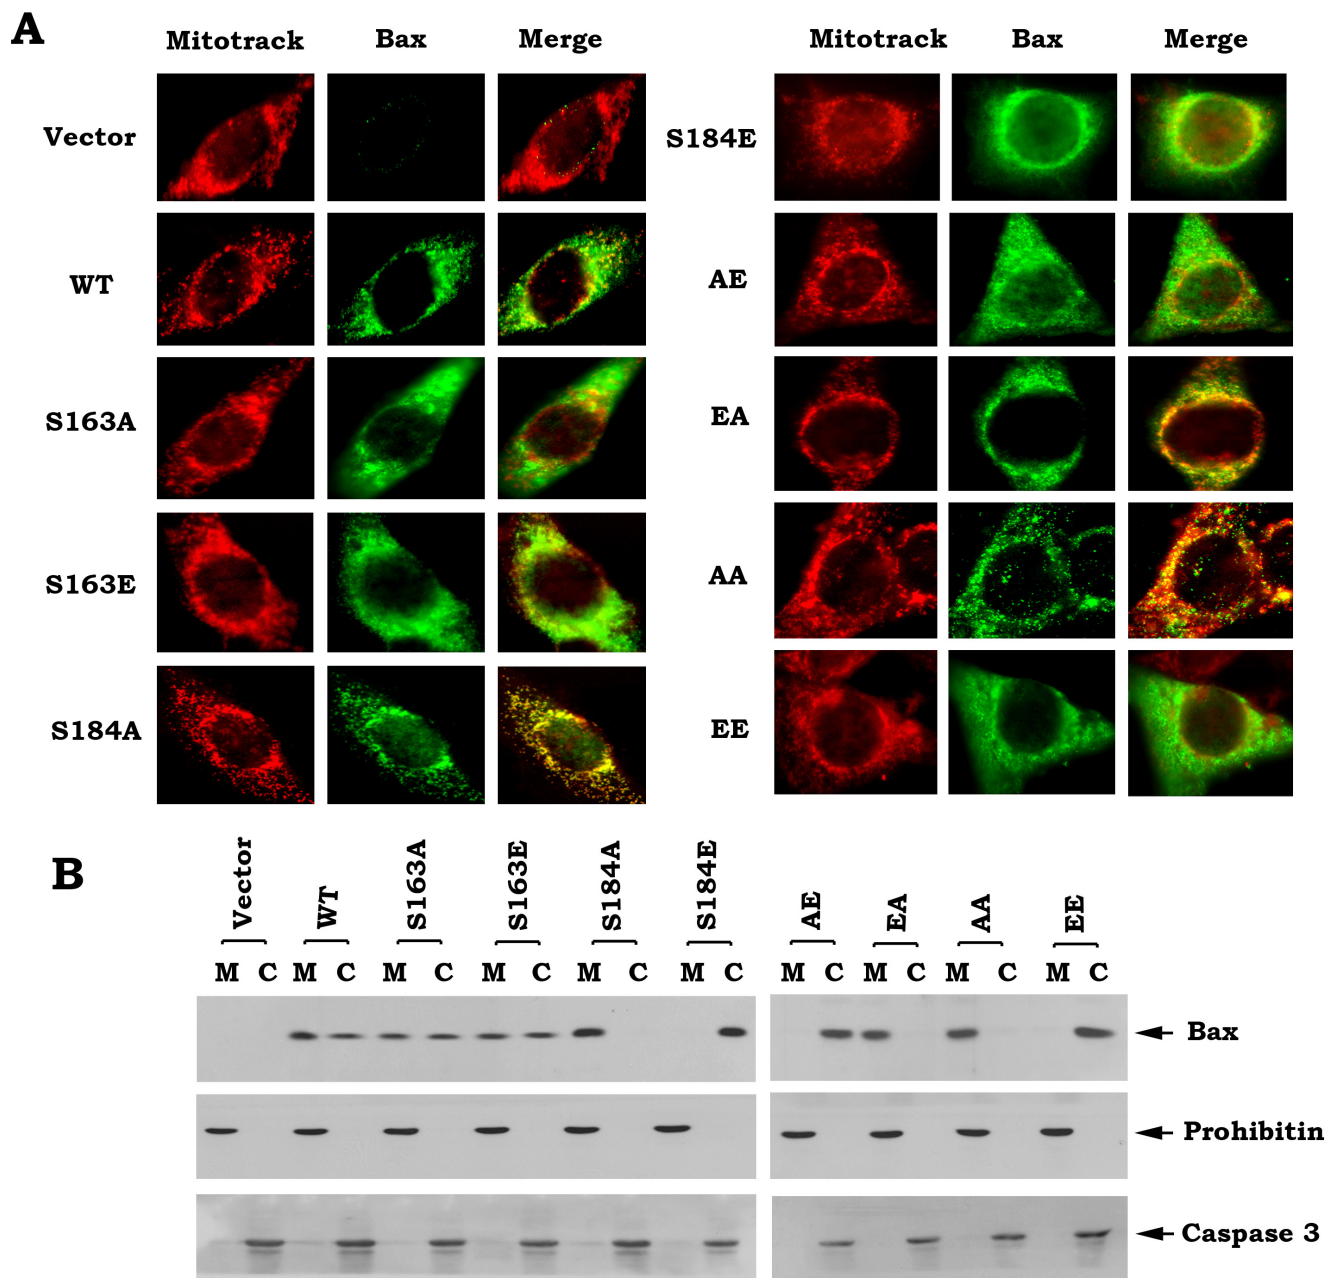 A
Mitotrack Bax Merge Mitotrack Bax Merge
Vector S184E
WT AE
S163A EA
S163E AA
S184A EE
B
Vector WT S163A S163E S184A S184E AE EA AA EE
M C M C M C M C M C M C M C M C M C M C
Bax
Prohibitin
Caspase 3